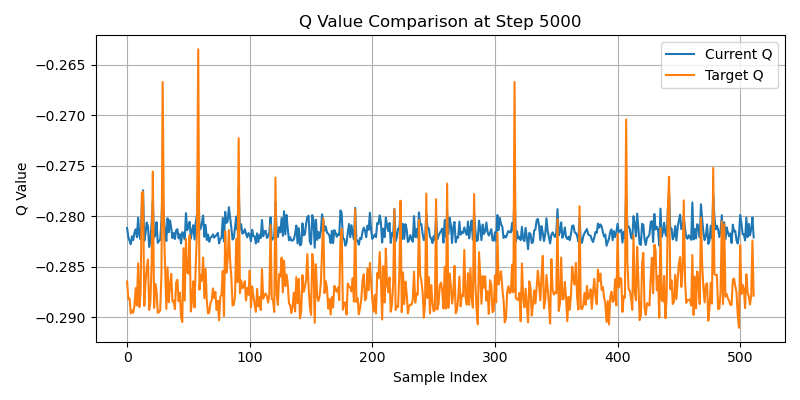 Q Value Comparison at Step 5000
Current Q
Target Q
−0.265
−0.270
−0.275
−0.280
−0.285
−0.290
Q Value
0
100
200
300
400
500
Sample Index